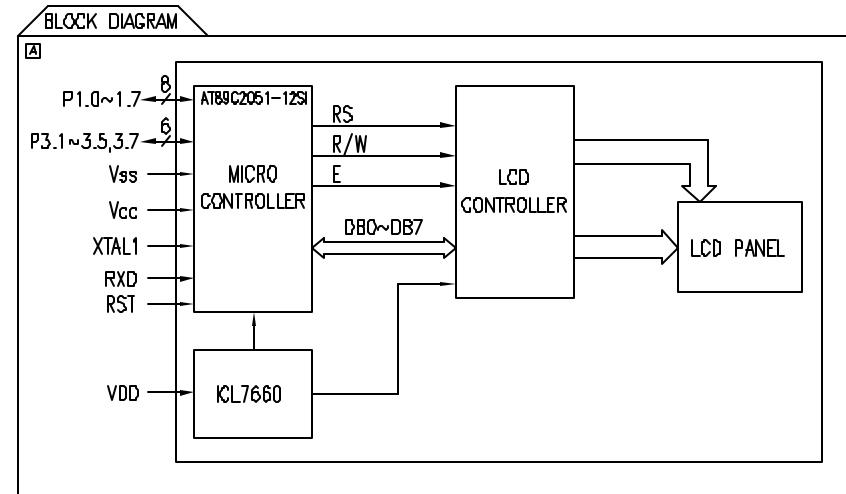 BLOCK DIAGRAM
A
P1.0~1.7
8
AT89C2051-12SI
P3.1~3.5,3.7
6
RS
R/W
E
Vss
MICRO
CONTROLLER
LCD
CONTROLLER
Vcc
DB0~DB7
XTAL1
LCD PANEL
RXD
RST
VDD
ICL7660